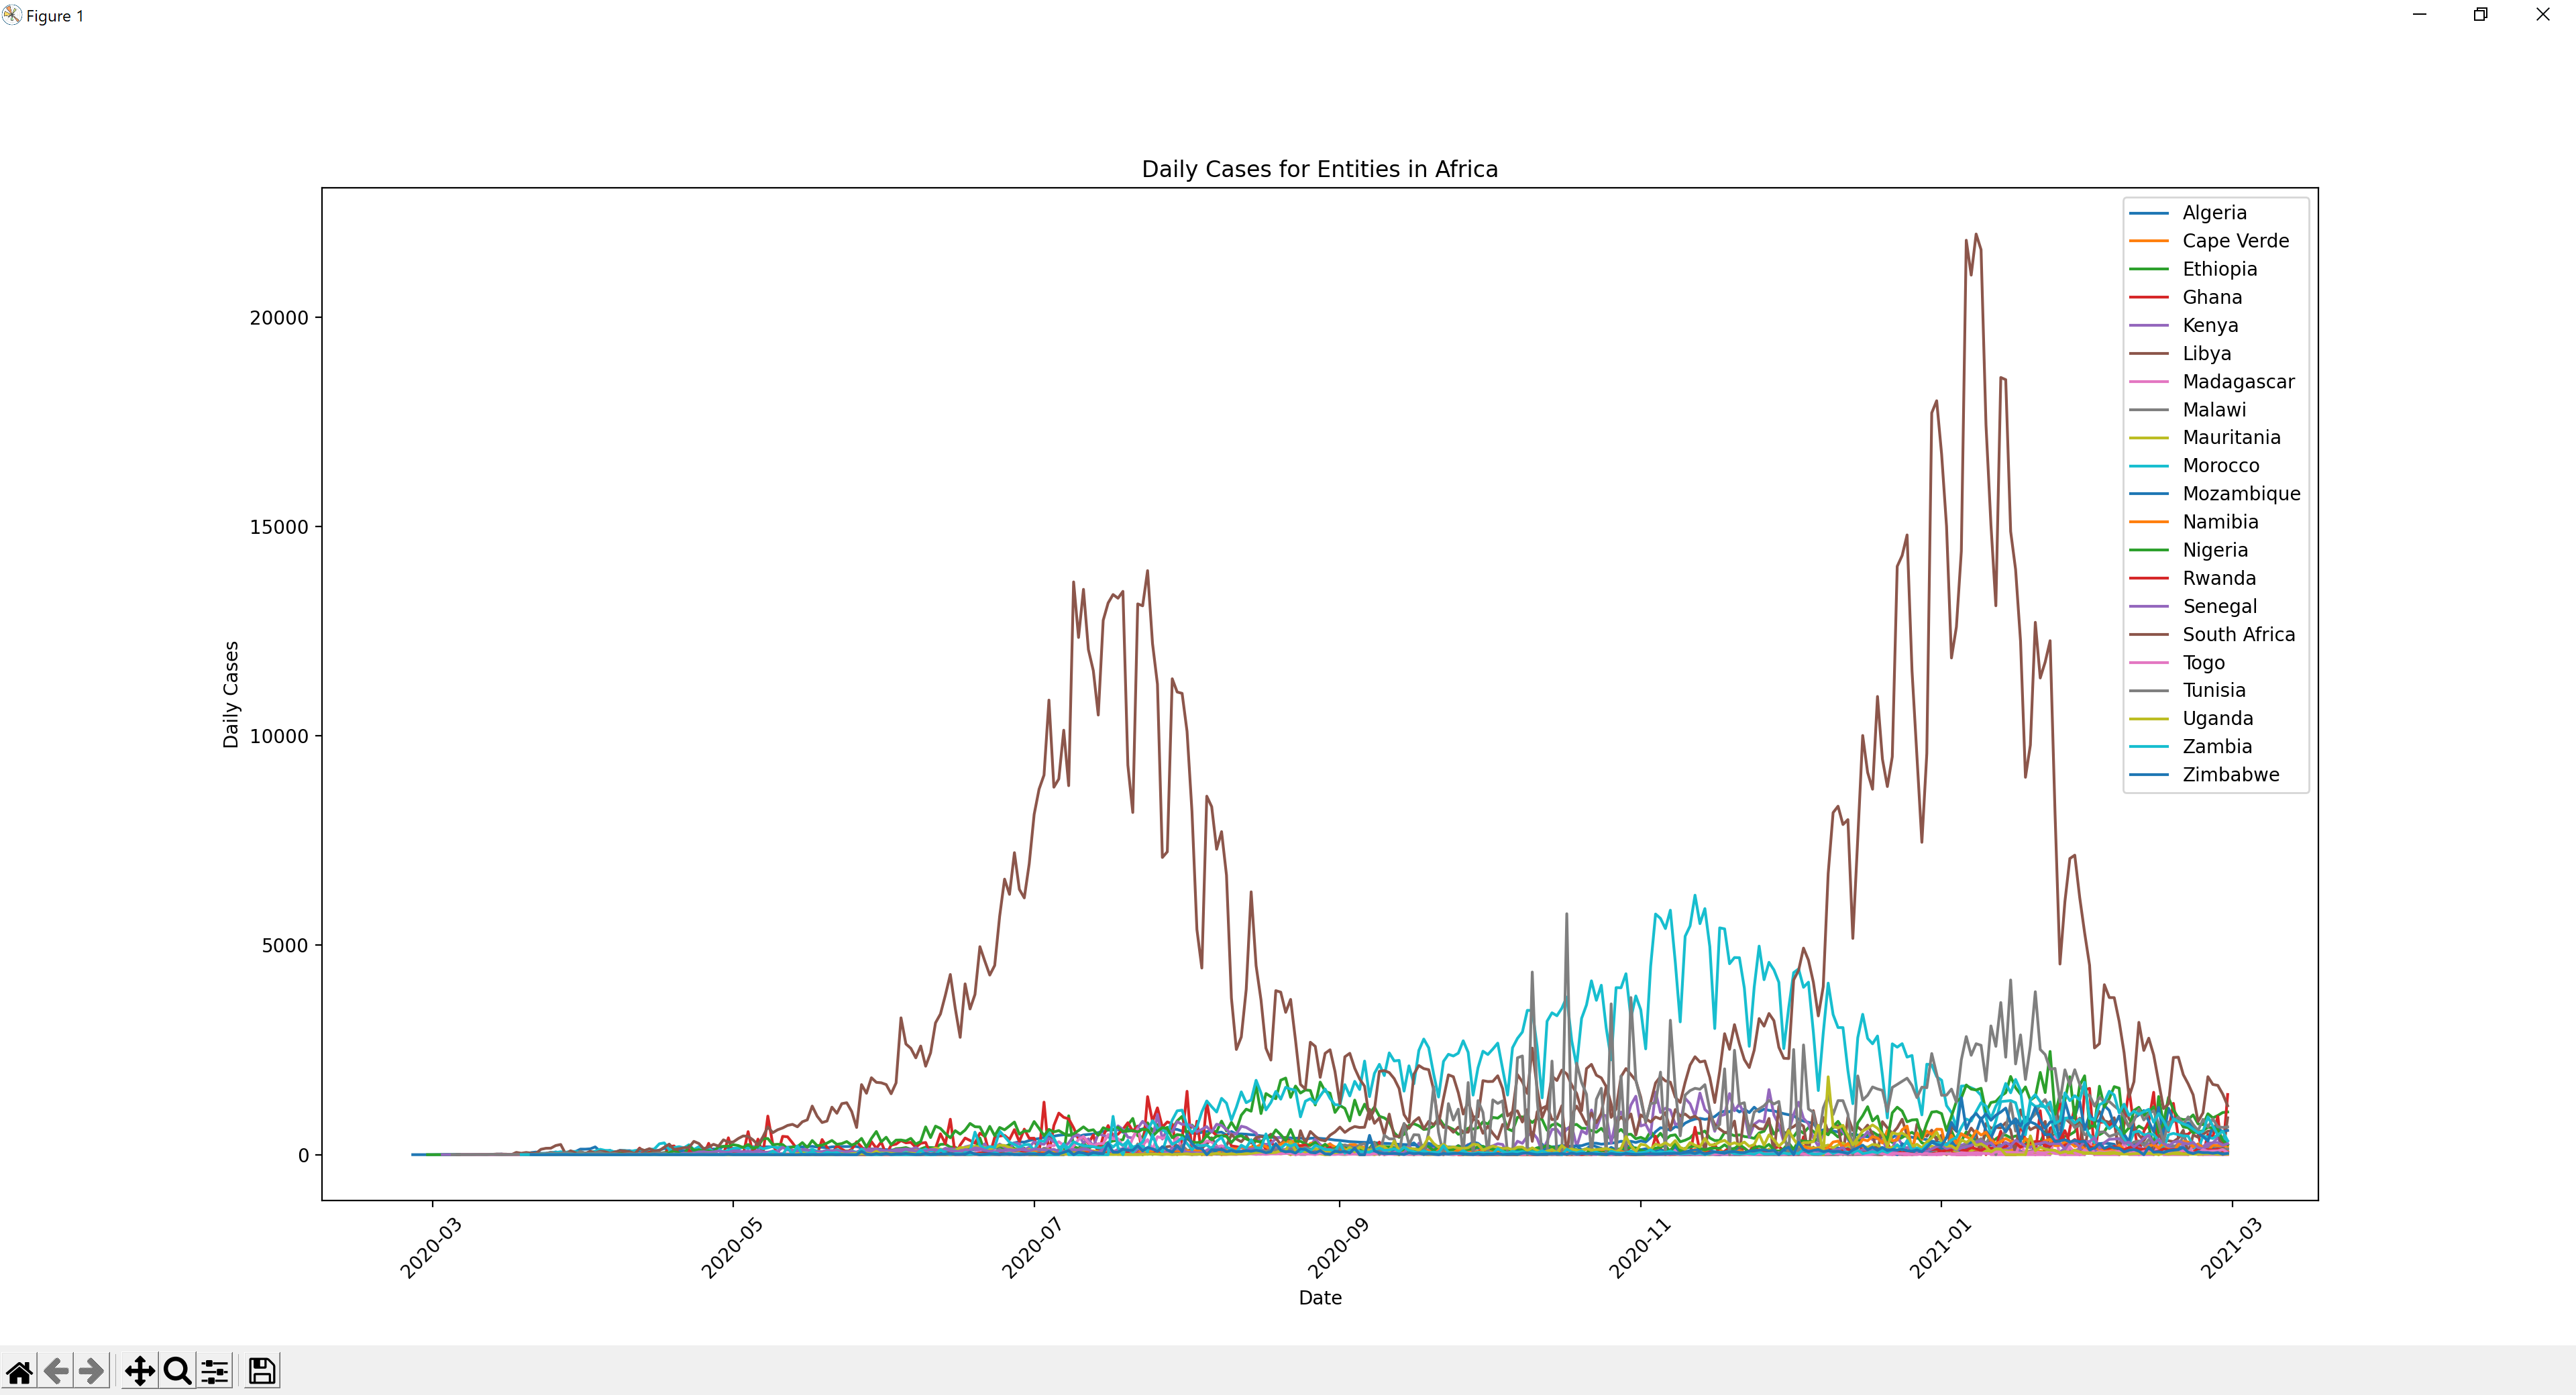 Figure 1
Daily Cases for Entities in Africa
Algeria
Cape Verde
Ethiopia
Ghana
Kenya
Libya
Madagascar
Malawi
Mauritania
Morocco
Mozambique
Namibia
Nigeria
Rwanda
Senegal
South Africa
Togo
Tunisia
Uganda
Zambia
Zimbabwe
20000
15000
10000
5000
0
Daily Cases
2020-03
2020-05
2020-07
2020-09
2020-11
2021-01
2021-03
Date